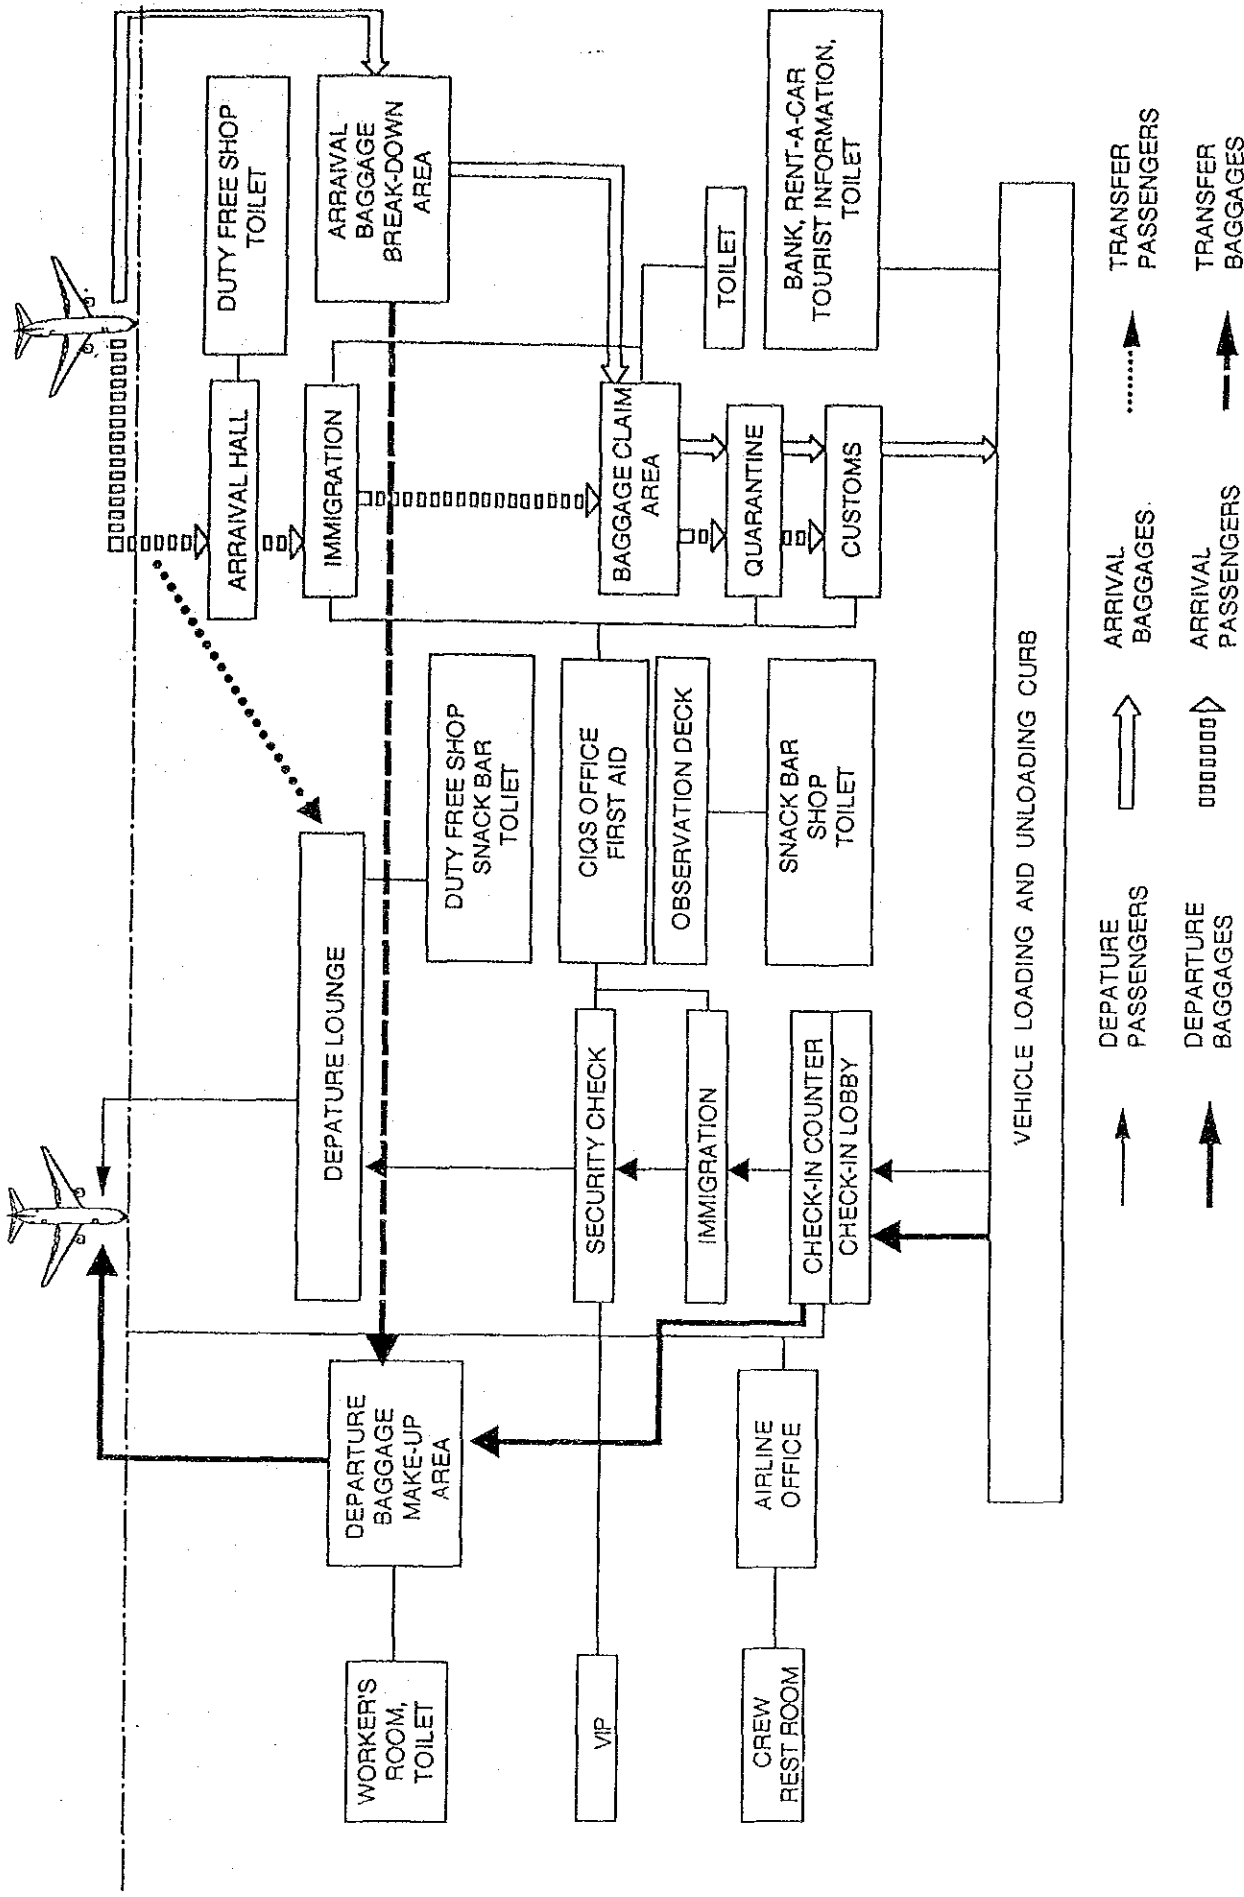 DUTY FREE SHOP
TOILET
ARRAIVAL
BAGGAGE
BREAK-DOWN
AREA
ARRAIVAL HALL
IMMIGRATION
TOILET
BANK, RENT-A-CAR
TOURIST INFORMATION,
TOILET
BAGGAGE CLAIM
AREA
QUARANTINE
CUSTOMS
DEPATURE LOUNGE
DUTY FREE SHOP
SNACK BAR
TOLIET
CIQS OFFICE
FIRST AID
OBSERVATION DECK
SNACK BAR
SHOP
TOILET
SECURITY CHECK
IMMIGRATION
CHECK-IN COUNTER
CHECK-IN LOBBY
DEPARTURE
BAGGAGE
MAKE-UP
AREA
AIRLINE
OFFICE
WORKER'S
ROOM,
TOILET
VIP
CREW
REST ROOM
VEHICLE LOADING AND UNLOADING CURB
DEPATURE
PASSENGERS
ARRIVAL
BAGGAGES
TRANSFER
PASSENGERS
DEPARTURE
BAGGAGES
ARRIVAL
PASSENGERS
TRANSFER
BAGGAGES